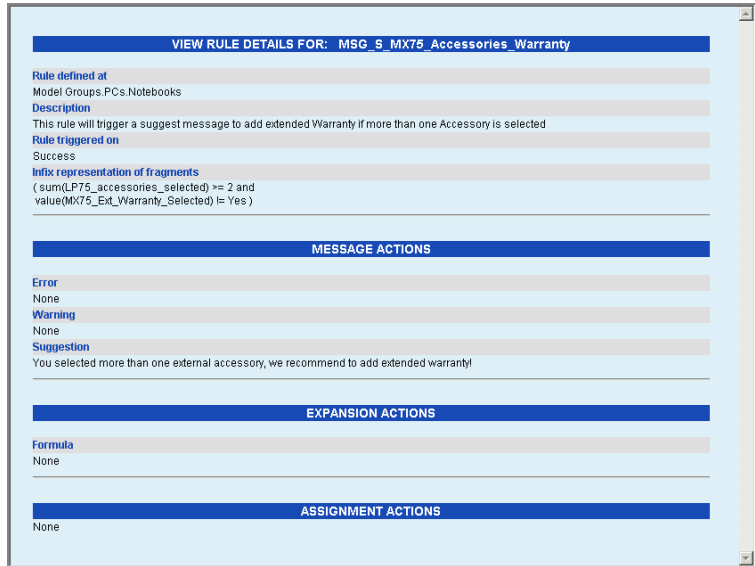 VIEW RULE DETAILS FOR: MSG_S_MX75_Accessories_Warranty
Rule defined at
Model Groups.PCs.Notebooks
Description
This rule will trigger a suggest message to add extended Warranty if more than one Accessory is selected
Rule triggered on
Success
Infix representation of fragments
( sum(LP75_accessories_selected) >= 2 and
value(MX75_Ext_Warranty_Selected) != Yes )
MESSAGE ACTIONS
Error
None
Warning
None
Suggestion
You selected more than one external accessory, we recommend to add extended warranty!
EXPANSION ACTIONS
Formula
None
ASSIGNMENT ACTIONS
None